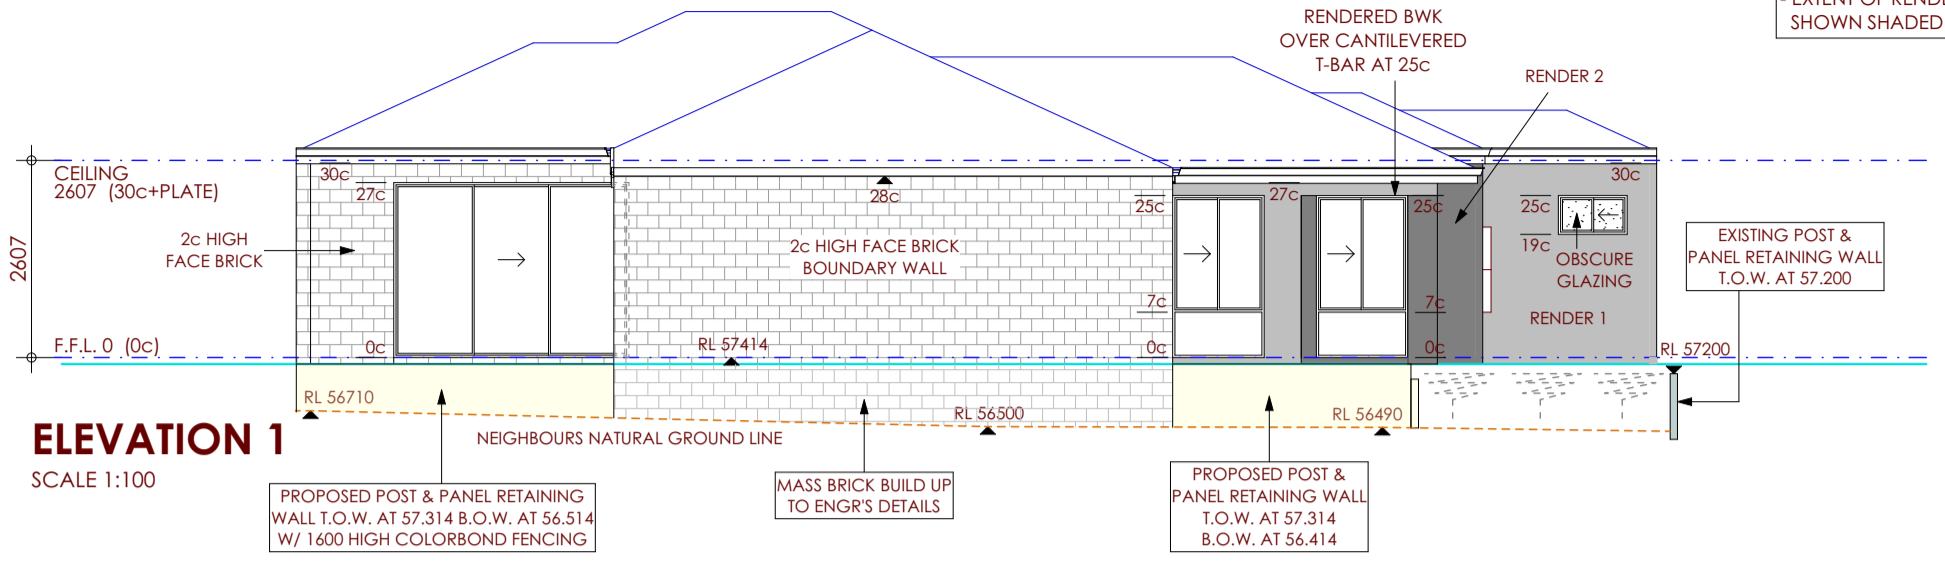 - EXTENT OF RENDE
SHOWN SHADED
RENDERED BWK
OVER CANTILEVERED
T-BAR AT 25c
RENDER 2
CEILING
2607 (30c+PLATE)
2607
30c
27c
28c
25c
27c
25c
25c
30c
19c
2c HIGH
FACE BRICK
2c HIGH FACE BRICK
BOUNDARY WALL
OBSCURE
GLAZING
EXISTING POST &
PANEL RETAINING WALL
T.O.W. AT 57.200
7c
7c
RENDER 1
F.F.L. 0 (0c)
0c
RL 57414
0c
0c
RL 57200
RL 56710
RL 56500
RL 56490
ELEVATION 1
SCALE 1:100
NEIGHBOURS NATURAL GROUND LINE
PROPOSED POST & PANEL RETAINING
WALL T.O.W. AT 57.314 B.O.W. AT 56.514
W/ 1600 HIGH COLORBOND FENCING
MASS BRICK BUILD UP
TO ENGR'S DETAILS
PROPOSED POST &
PANEL RETAINING WALL
T.O.W. AT 57.314
B.O.W. AT 56.414